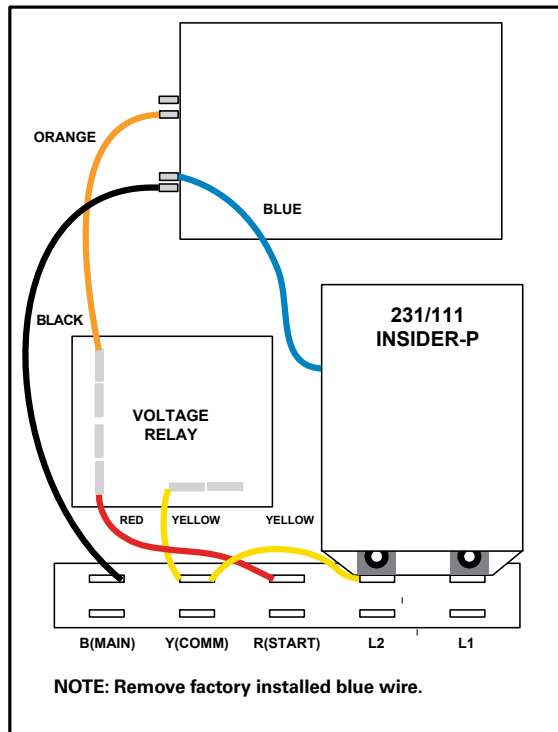 ORANGE
BLUE
BLACK
231/111
INSIDER-P
VOLTAGE
RELAY
RED YELLOW YELLOW
B(MAIN) Y(COMM) R(START) L2 L1
NOTE: Remove factory installed blue wire.